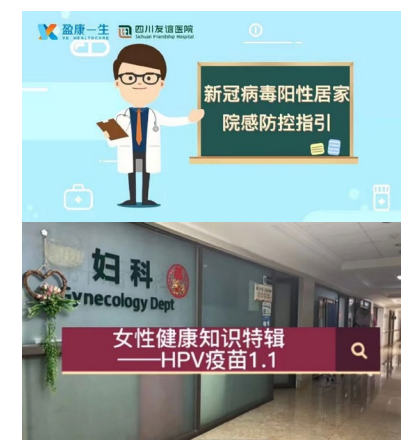 盈康一生
YK HEALTHCARE
四川友谊医院
Sichuan Friendship Hospital
新冠病毒阳性居家
院感防控指引
妇科
Gynecology Dept
女性健康知识特辑
——HPV疫苗1.1